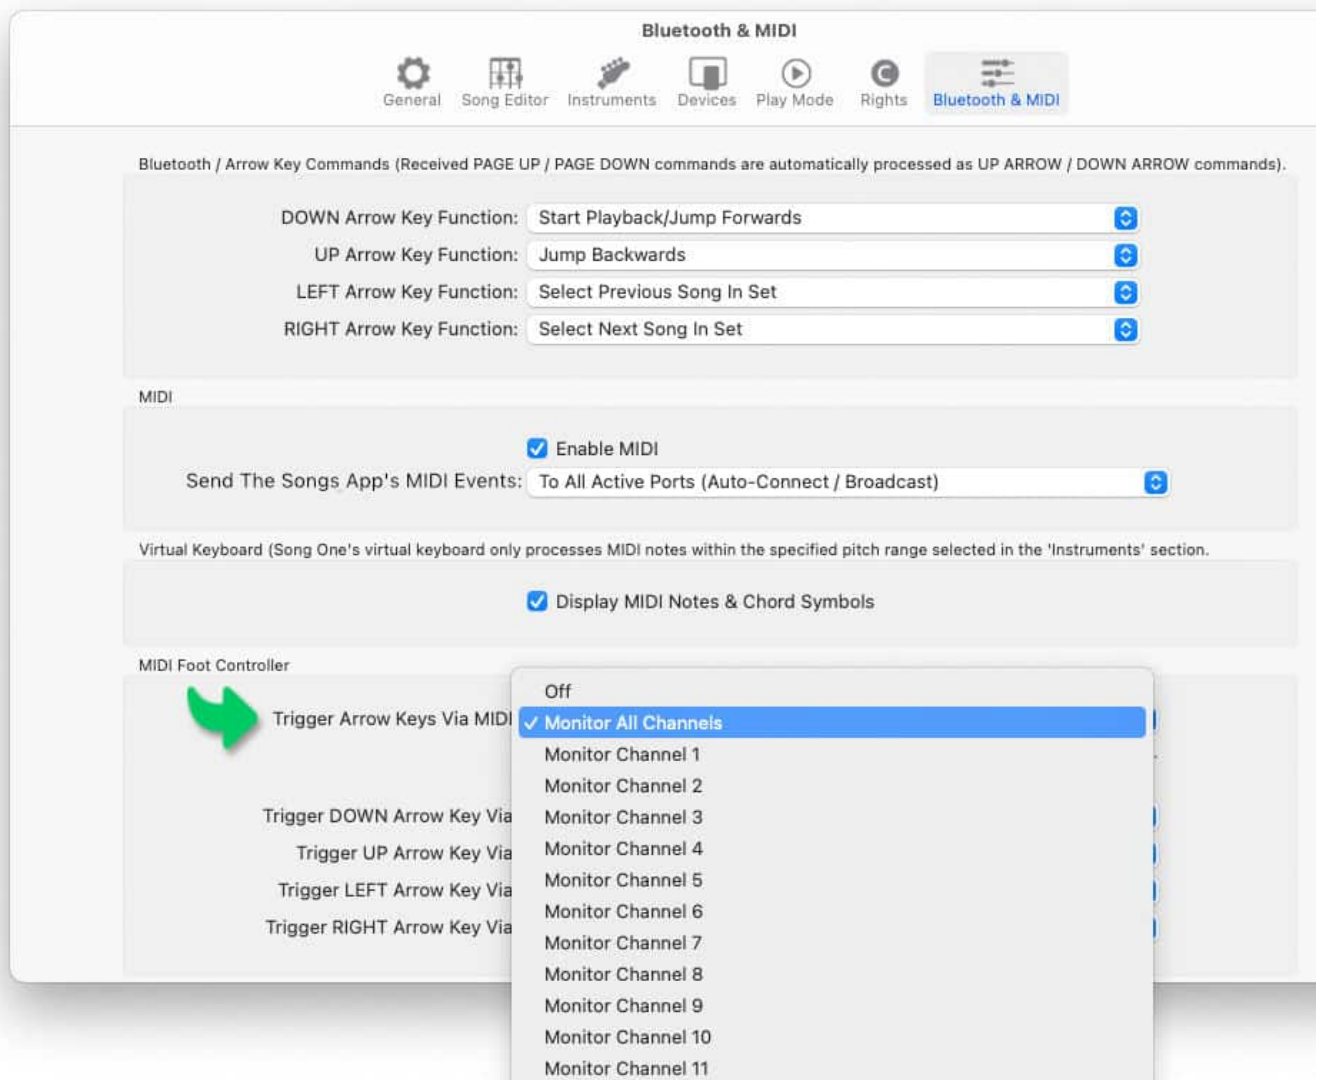 Bluetooth & MIDI
General Song Editor Instruments Devices Play Mode Rights Bluetooth & MIDI
Bluetooth / Arrow Key Commands (Received PAGE UP / PAGE DOWN commands are automatically processed as UP ARROW / DOWN ARROW commands).
DOWN Arrow Key Function: Start Playback/Jump Forwards
UP Arrow Key Function: Jump Backwards
LEFT Arrow Key Function: Select Previous Song In Set
RIGHT Arrow Key Function: Select Next Song In Set
MIDI
Enable MIDI
Send The Songs App's MIDI Events: To All Active Ports (Auto-Connect / Broadcast)
Virtual Keyboard (Song One's virtual keyboard only processes MIDI notes within the specified pitch range selected in the 'Instruments' section.
Display MIDI Notes & Chord Symbols
MIDI Foot Controller
Off
Trigger Arrow Keys Via MIDI ✓ Monitor All Channels
Monitor Channel 1
Monitor Channel 2
Trigger DOWN Arrow Key Via Monitor Channel 3
Trigger UP Arrow Key Via Monitor Channel 4
Trigger LEFT Arrow Key Via Monitor Channel 5
Monitor Channel 6
Trigger RIGHT Arrow Key Via Monitor Channel 7
Monitor Channel 8
Monitor Channel 9
Monitor Channel 10
Monitor Channel 11